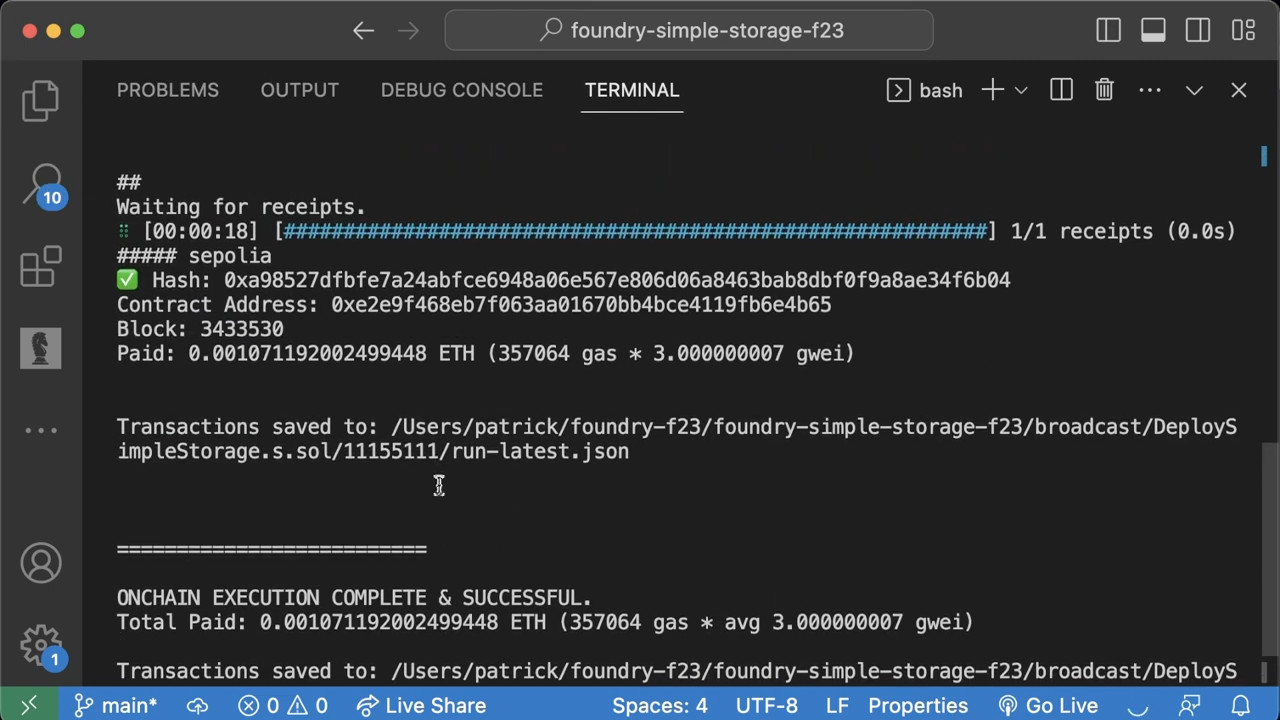 foundry-simple-storage-f23
PROBLEMS OUTPUT DEBUG CONSOLE TERMINAL bash
10
##
Waiting for receipts.
[00:00:18] [###########################################################] 1/1 receipts (0.0s)
##### sepolia
✅ Hash: 0xa98527dfbfe7a24abfce6948a06e567e806d06a8463bab8dbf0f9a8ae34f6b04
Contract Address: 0xe2e9f468eb7f063aa01670bb4bce4119fb6e4b65
Block: 3433530
Paid: 0.001071192002499448 ETH (357064 gas * 3.000000007 gwei)
Transactions saved to: /Users/patrick/foundry-f23/foundry-simple-storage-f23/broadcast/DeployS
impleStorage.s.sol/11155111/run-latest.json
==========================
ONCHAIN EXECUTION COMPLETE & SUCCESSFUL.
Total Paid: 0.001071192002499448 ETH (357064 gas * avg 3.000000007 gwei)
1
Transactions saved to: /Users/patrick/foundry-f23/foundry-simple-storage-f23/broadcast/DeployS
main* 0 0 Live Share Spaces: 4 UTF-8 LF Properties Go Live